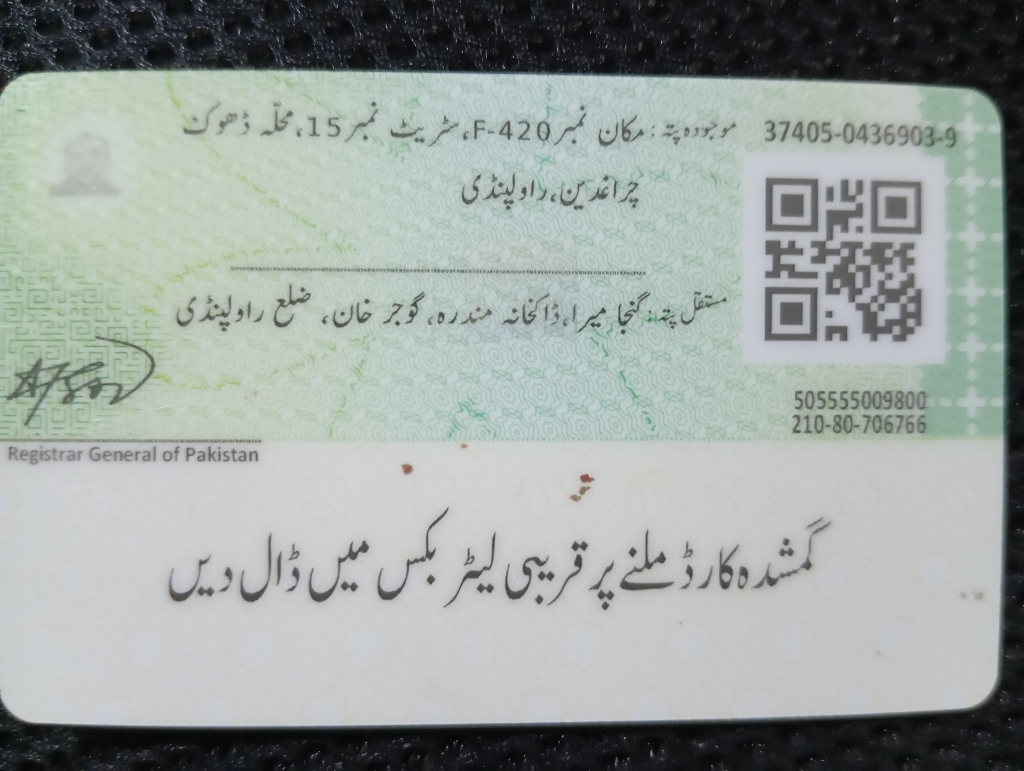 37405-0436903-9
موجودہ پتہ: مکان نمبر F-420، سٹریٹ نمبر 15، محلہ ڈھوک
چراغدین، راولپنڈی
مستقل پتہ: گنجا میرا، ڈاکخانہ مندرہ، گوجر خان، ضلع راولپنڈی
505555009800
210-80-706766
Registrar General of Pakistan
گمشدہ کارڈ ملنے پر قریبی لیٹر بکس میں ڈال دیں